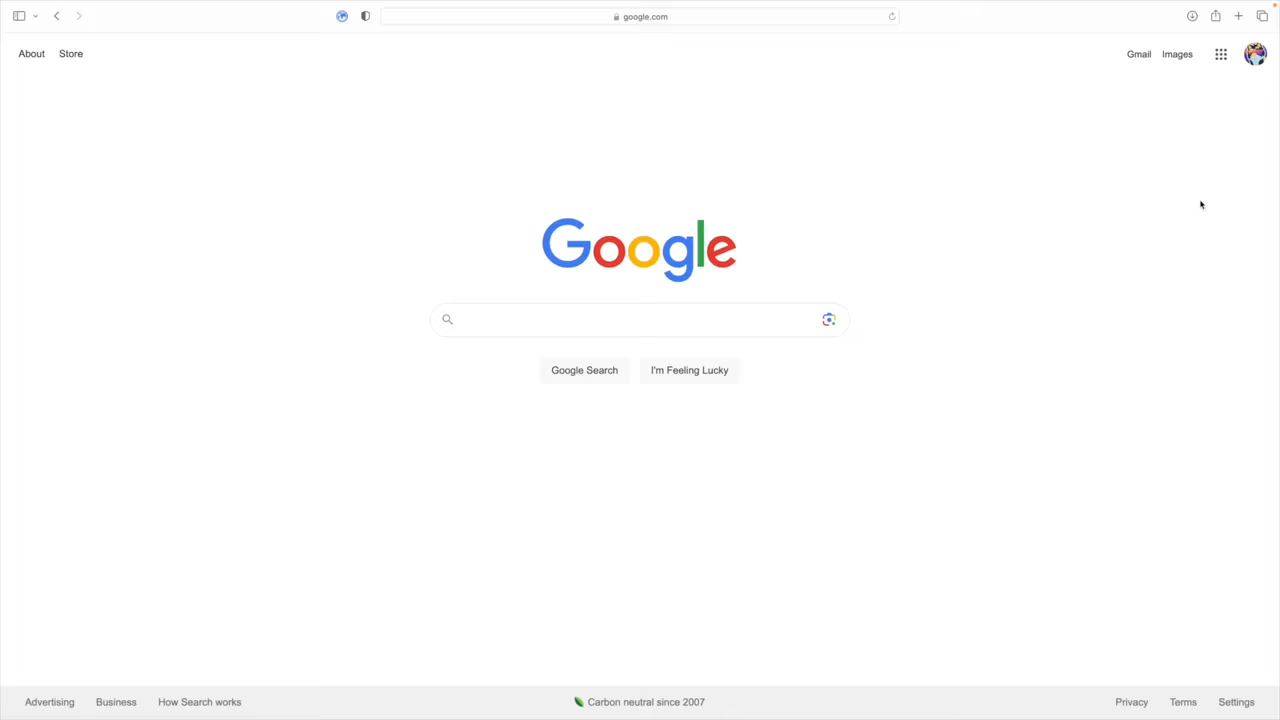 google.com
About Store
Gmail Images
Google
Google Search I'm Feeling Lucky
Advertising Business How Search works
Carbon neutral since 2007
Privacy Terms Settings